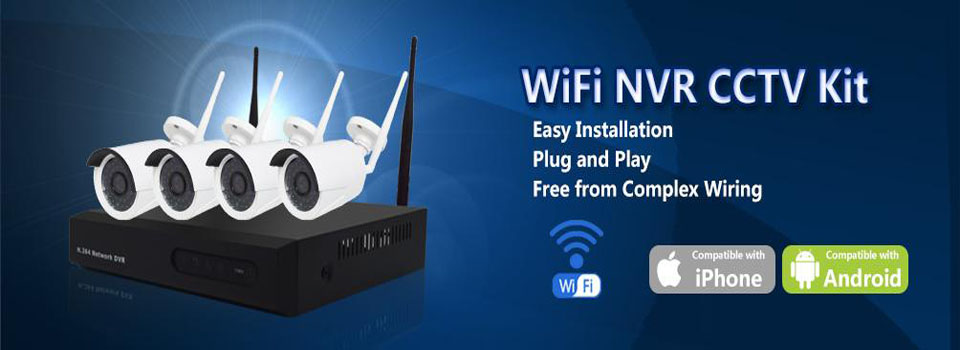 WiFi NVR CCTV Kit
Easy Installation
Plug and Play
Free from Complex Wiring
H.264 Network DVR
Wi Fi
Compatible with
iPhone
Compatible with
Android